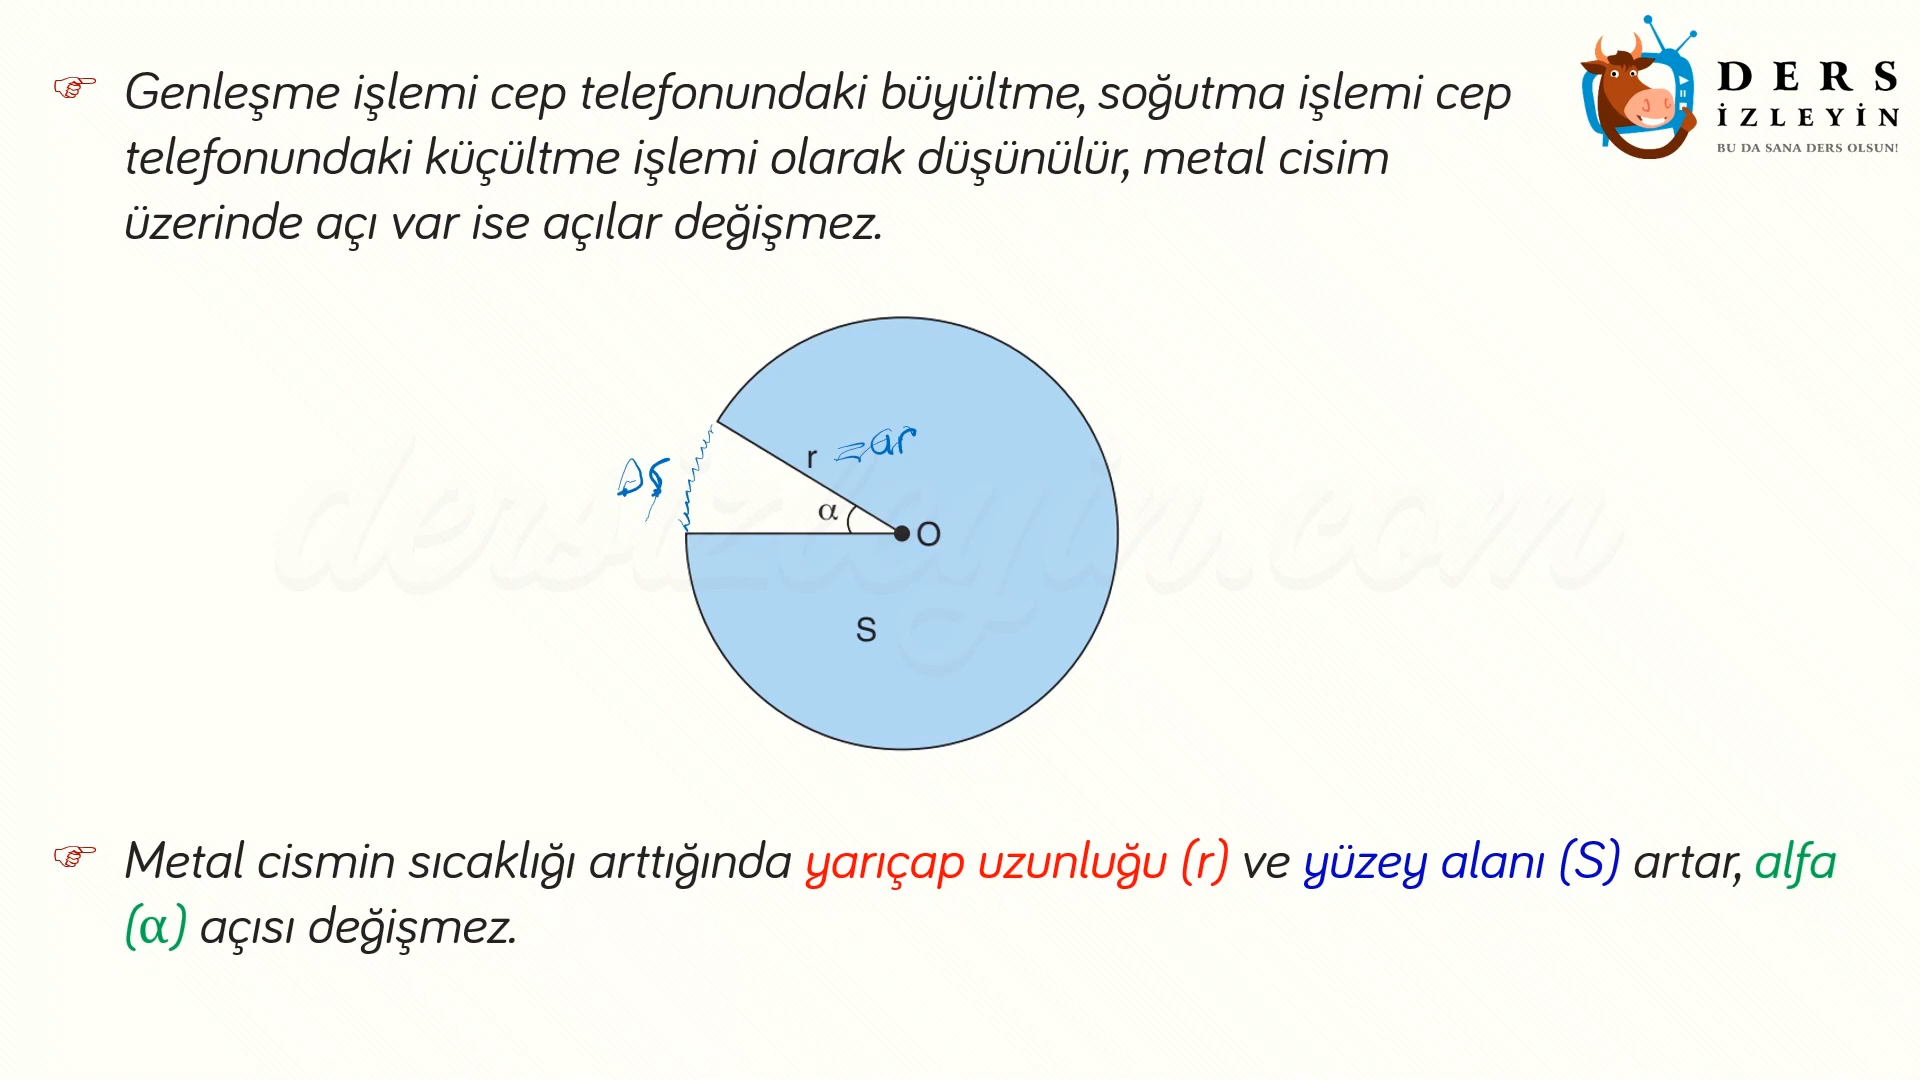 DERS
İZLEYİN
BU DA SANA DERS OLSUN!
Genleşme işlemi cep telefonundaki büyültme, soğutma işlemi cep
telefonundaki küçültme işlemi olarak düşünülür, metal cisim
üzerinde açı var ise açılar değişmez.
r
α
O
S
dersizleyin.com
Metal cismin sıcaklığı arttığında yarıçap uzunluğu (r) ve yüzey alanı (S) artar, alfa
(α) açısı değişmez.